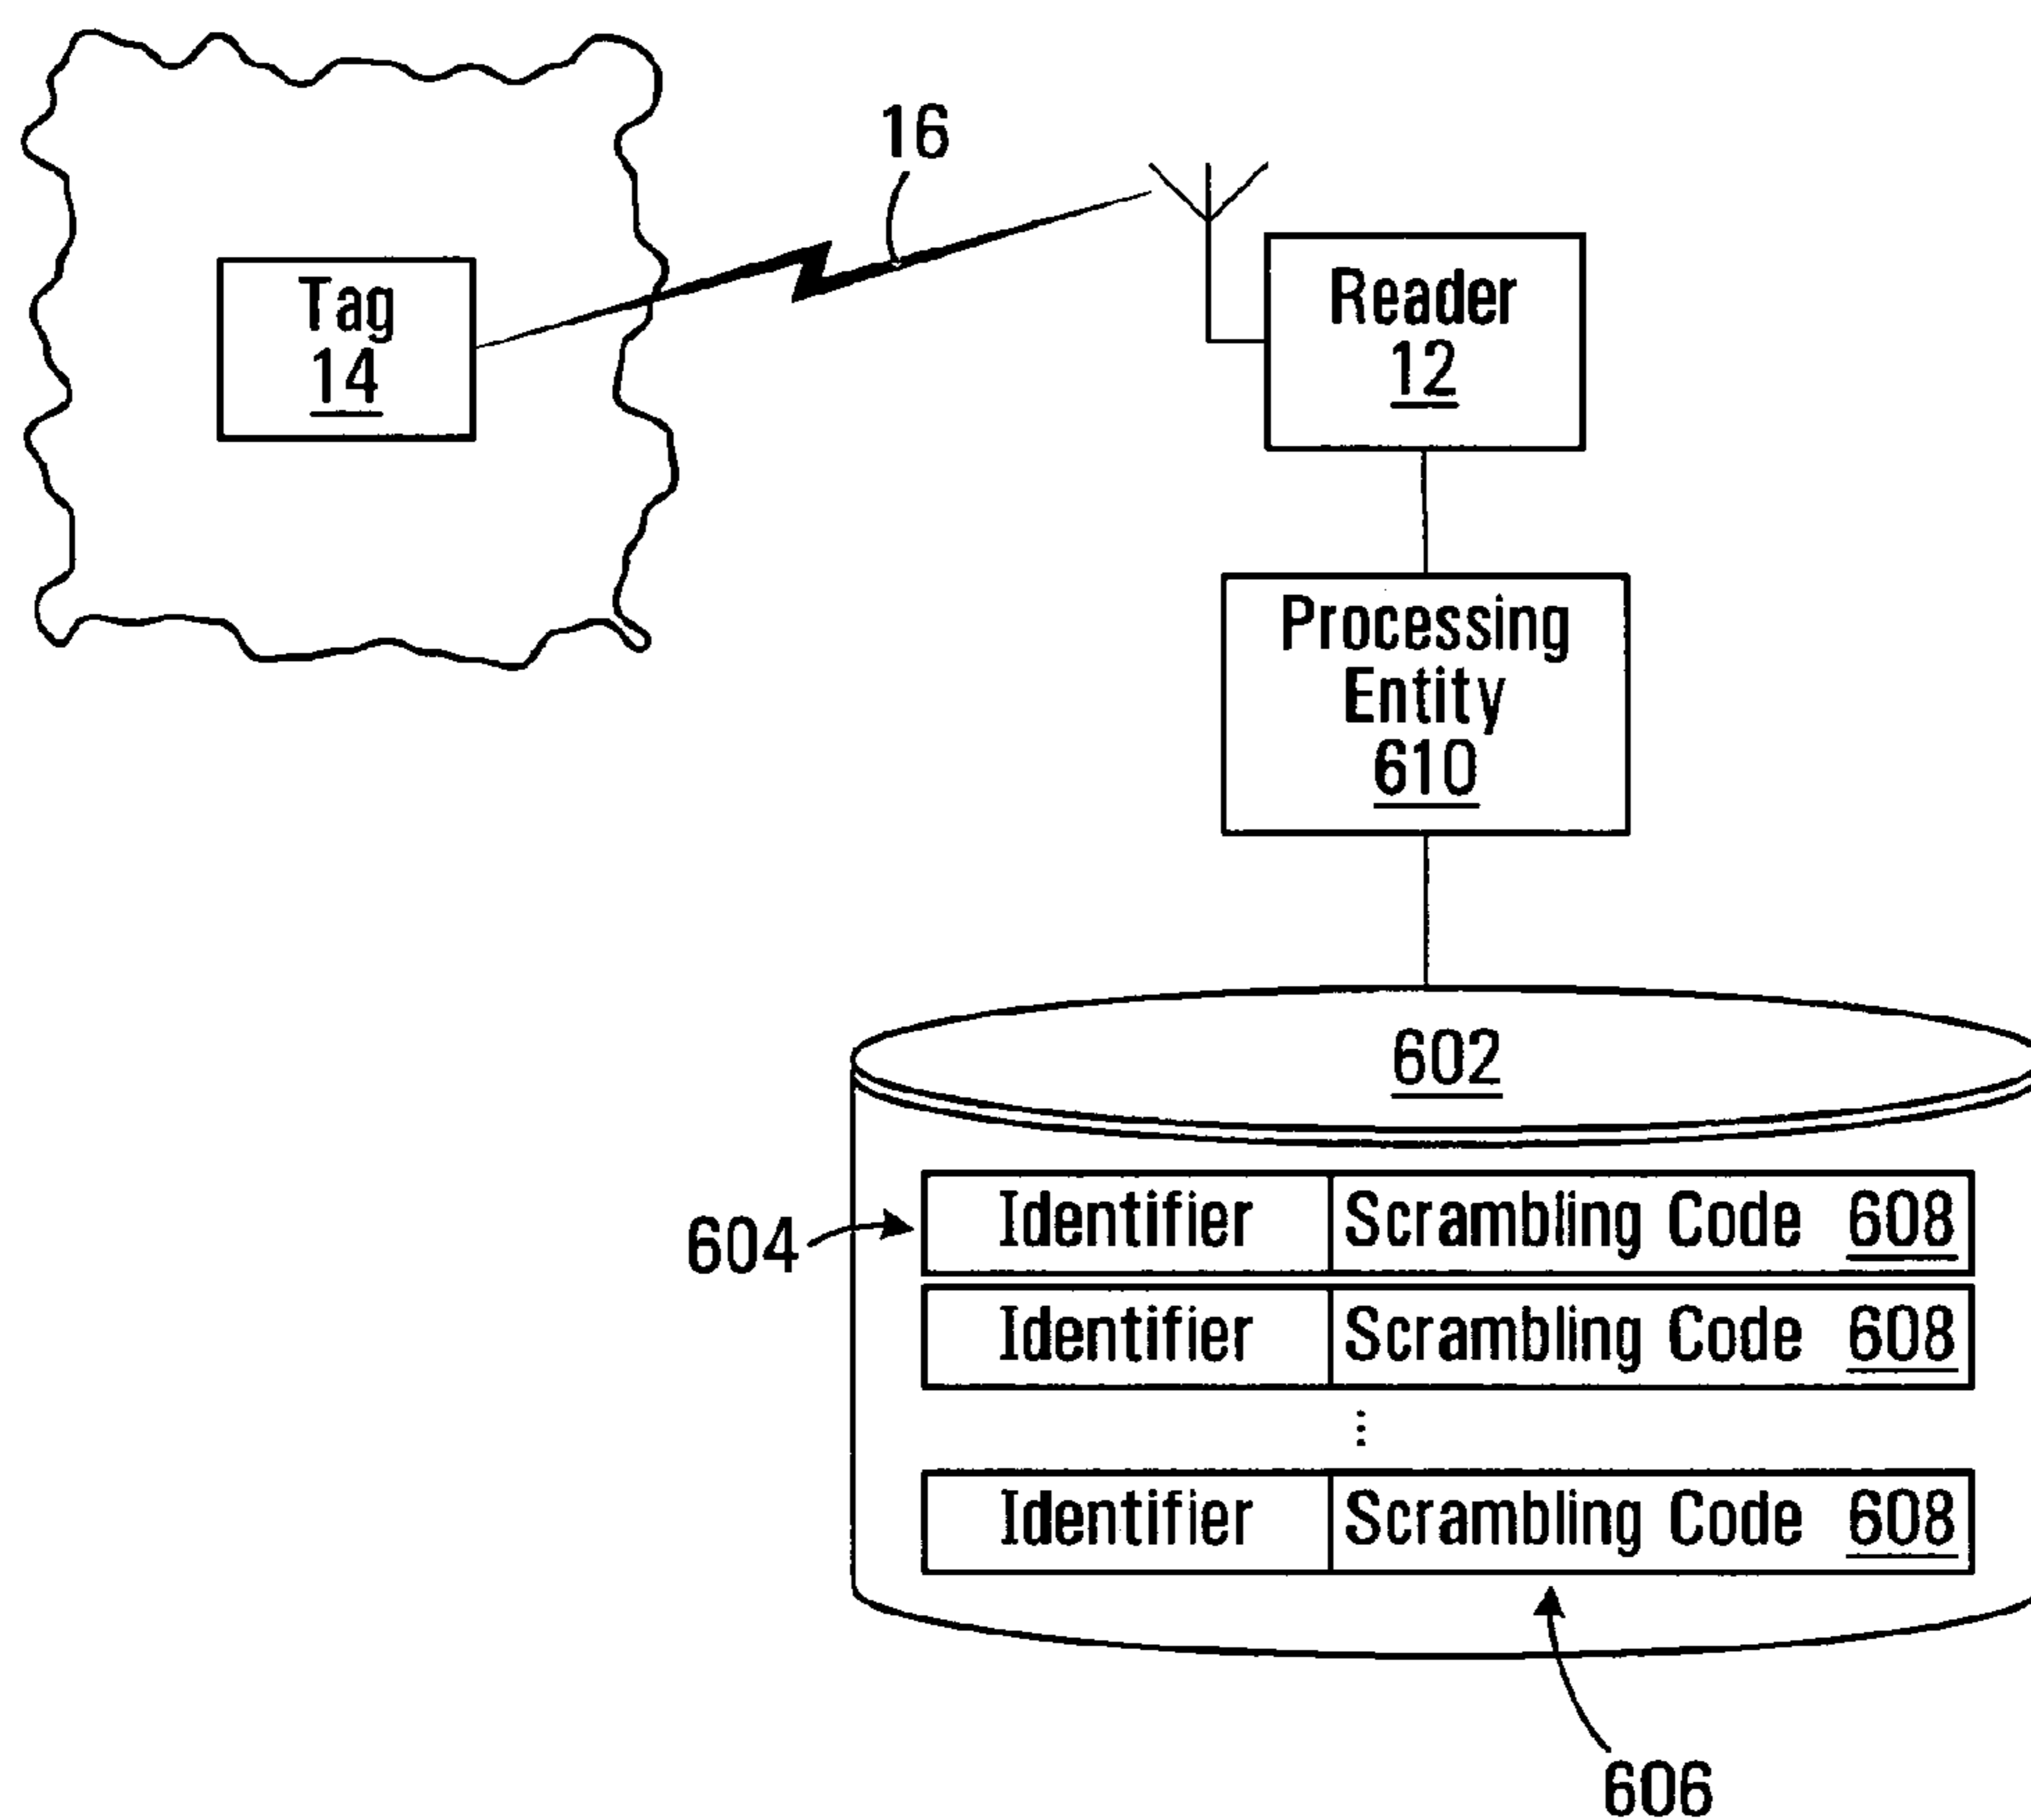 16
Tag
14
Reader
12
Processing
Entity
610
602
604
Identifier Scrambling Code 608
Identifier Scrambling Code 608
⋮
Identifier Scrambling Code 608
606